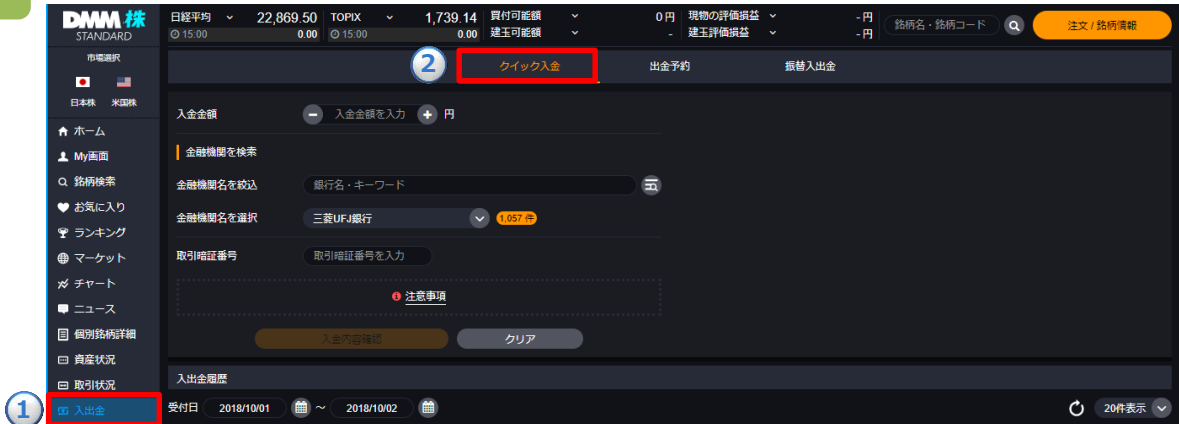 DMM 株
STANDARD
日経平均 22,869.50 TOPIX 1,739.14 買付可能額 0円 現物の評価損益 -円
15:00 0.00 15:00 0.00 建玉可能額 - 建玉評価損益 -円
銘柄名・銘柄コード
注文 / 銘柄情報
市場選択
日本株 米国株
ホーム
My画面
銘柄検索
お気に入り
ランキング
マーケット
チャート
ニュース
個別銘柄詳細
資産状況
取引状況
1 入出金
2 クイック入金 出金予約 振替入出金
入金金額 入金金額を入力 円
金融機関を検索
金融機関名を絞込 銀行名・キーワード
金融機関名を選択 三菱UFJ銀行 1,057 件
取引暗証番号 取引暗証番号を入力
注意事項
入金内容確認 クリア
入出金履歴
受付日 2018/10/01 ～ 2018/10/02 20件表示